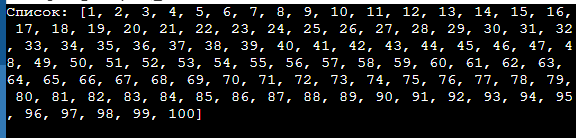 Список: [1, 2, 3, 4, 5, 6, 7, 8, 9, 10, 11, 12, 13, 14, 15, 16,
17, 18, 19, 20, 21, 22, 23, 24, 25, 26, 27, 28, 29, 30, 31, 32
, 33, 34, 35, 36, 37, 38, 39, 40, 41, 42, 43, 44, 45, 46, 47, 4
8, 49, 50, 51, 52, 53, 54, 55, 56, 57, 58, 59, 60, 61, 62, 63,
64, 65, 66, 67, 68, 69, 70, 71, 72, 73, 74, 75, 76, 77, 78, 79,
80, 81, 82, 83, 84, 85, 86, 87, 88, 89, 90, 91, 92, 93, 94, 95
, 96, 97, 98, 99, 100]